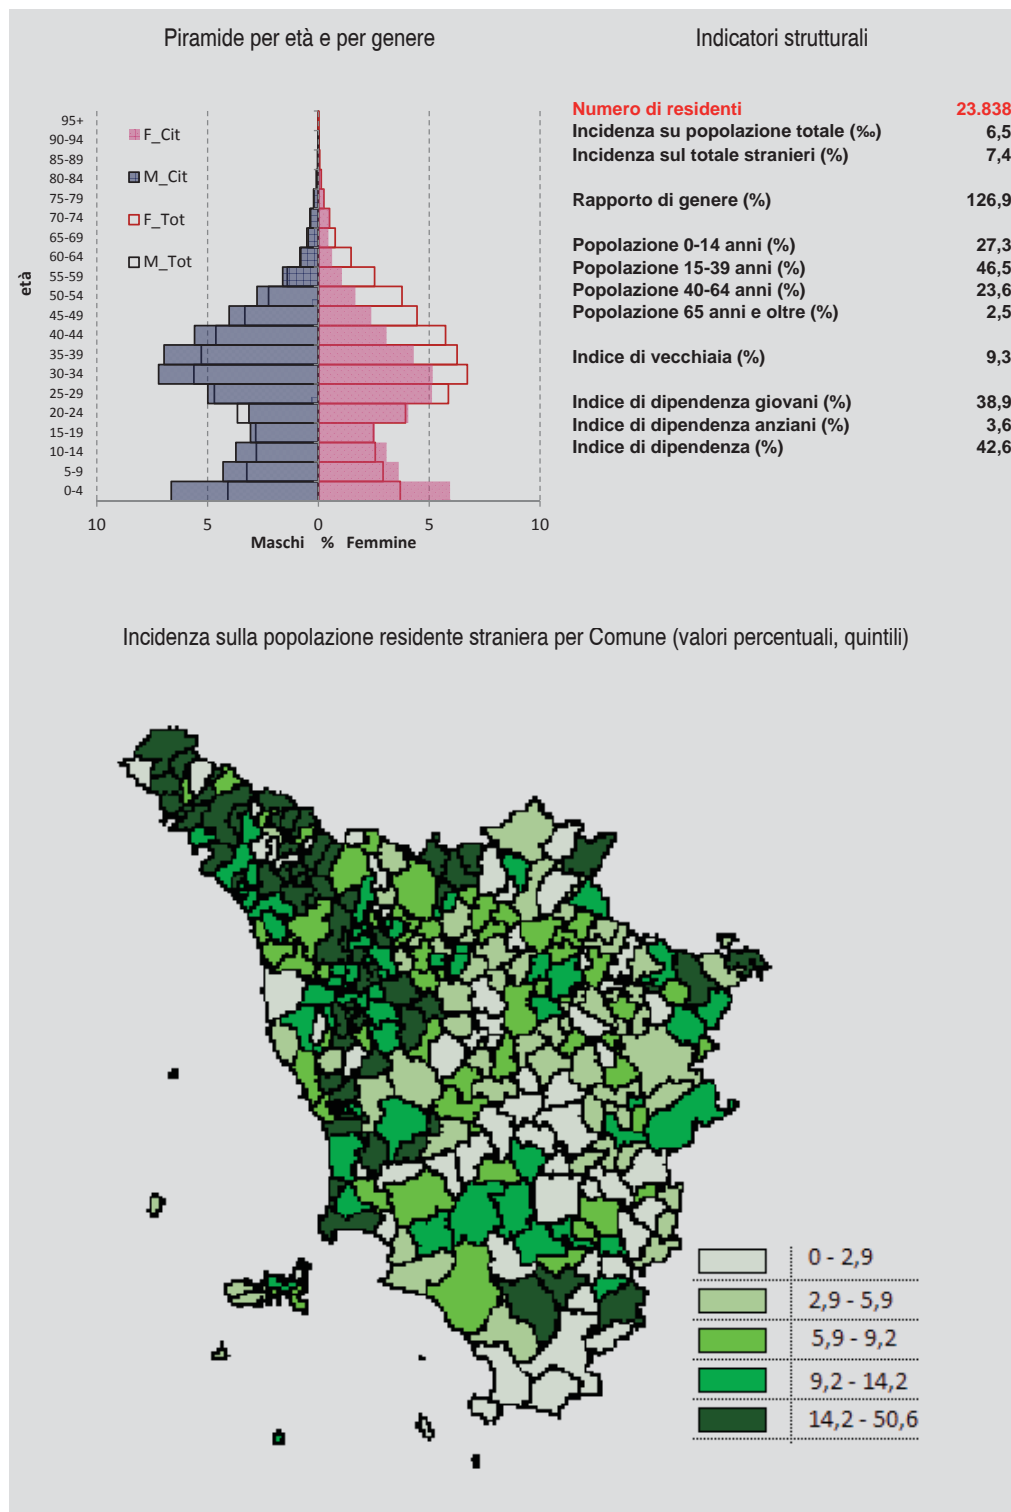 Piramide per età e per genere
95+
90-94
85-89
80-84
75-79
70-74
65-69
60-64
55-59
50-54
45-49
40-44
35-39
30-34
25-29
20-24
15-19
10-14
5-9
0-4
età
F_Cit
M_Cit
F_Tot
M_Tot
10 5 0 5 10
Maschi % Femmine
Indicatori strutturali
Numero di residenti 23.838
Incidenza su popolazione totale (‰) 6,5
Incidenza sul totale stranieri (%) 7,4
Rapporto di genere (%) 126,9
Popolazione 0-14 anni (%) 27,3
Popolazione 15-39 anni (%) 46,5
Popolazione 40-64 anni (%) 23,6
Popolazione 65 anni e oltre (%) 2,5
Indice di vecchiaia (%) 9,3
Indice di dipendenza giovani (%) 38,9
Indice di dipendenza anziani (%) 3,6
Indice di dipendenza (%) 42,6
Incidenza sulla popolazione residente straniera per Comune (valori percentuali, quintili)
0 - 2,9
2,9 - 5,9
5,9 - 9,2
9,2 - 14,2
14,2 - 50,6